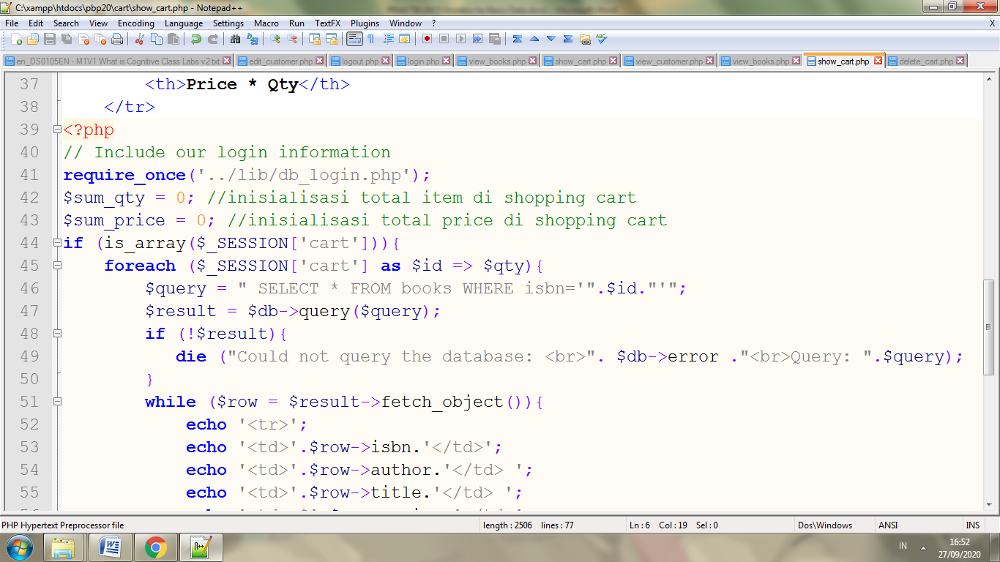 C:\xampp\htdocs\pbp20\cart\show_cart.php - Notepad++
File Edit Search View Encoding Language Settings Macro Run TextFX Plugins Window ? X
en_DS0105EN - M1V1 What is Cognitive Class Labs v2.txt edit_customer.php logout.php login.php view_books.php show_cart.php view_customer.php view_books.php show_cart.php delete_cart.php
37 <th>Price * Qty</th>
38 </tr>
39 <?php
40 // Include our login information
41 require_once('../lib/db_login.php');
42 $sum_qty = 0; //inisialisasi total item di shopping cart
43 $sum_price = 0; //inisialisasi total price di shopping cart
44 if (is_array($_SESSION['cart'])){
45 foreach ($_SESSION['cart'] as $id => $qty){
46 $query = " SELECT * FROM books WHERE isbn='".$id."'";
47 $result = $db->query($query);
48 if (!$result){
49 die ("Could not query the database: <br>". $db->error ."<br>Query: ".$query);
50 }
51 while ($row = $result->fetch_object()){
52 echo '<tr>';
53 echo '<td>'.$row->isbn.'</td>';
54 echo '<td>'.$row->author.'</td> ';
55 echo '<td>'.$row->title.'</td> ';
PHP Hypertext Preprocessor file length : 2506 lines : 77 Ln : 6 Col : 19 Sel : 0 Dos\Windows ANSI INS
IN 16:52
27/09/2020